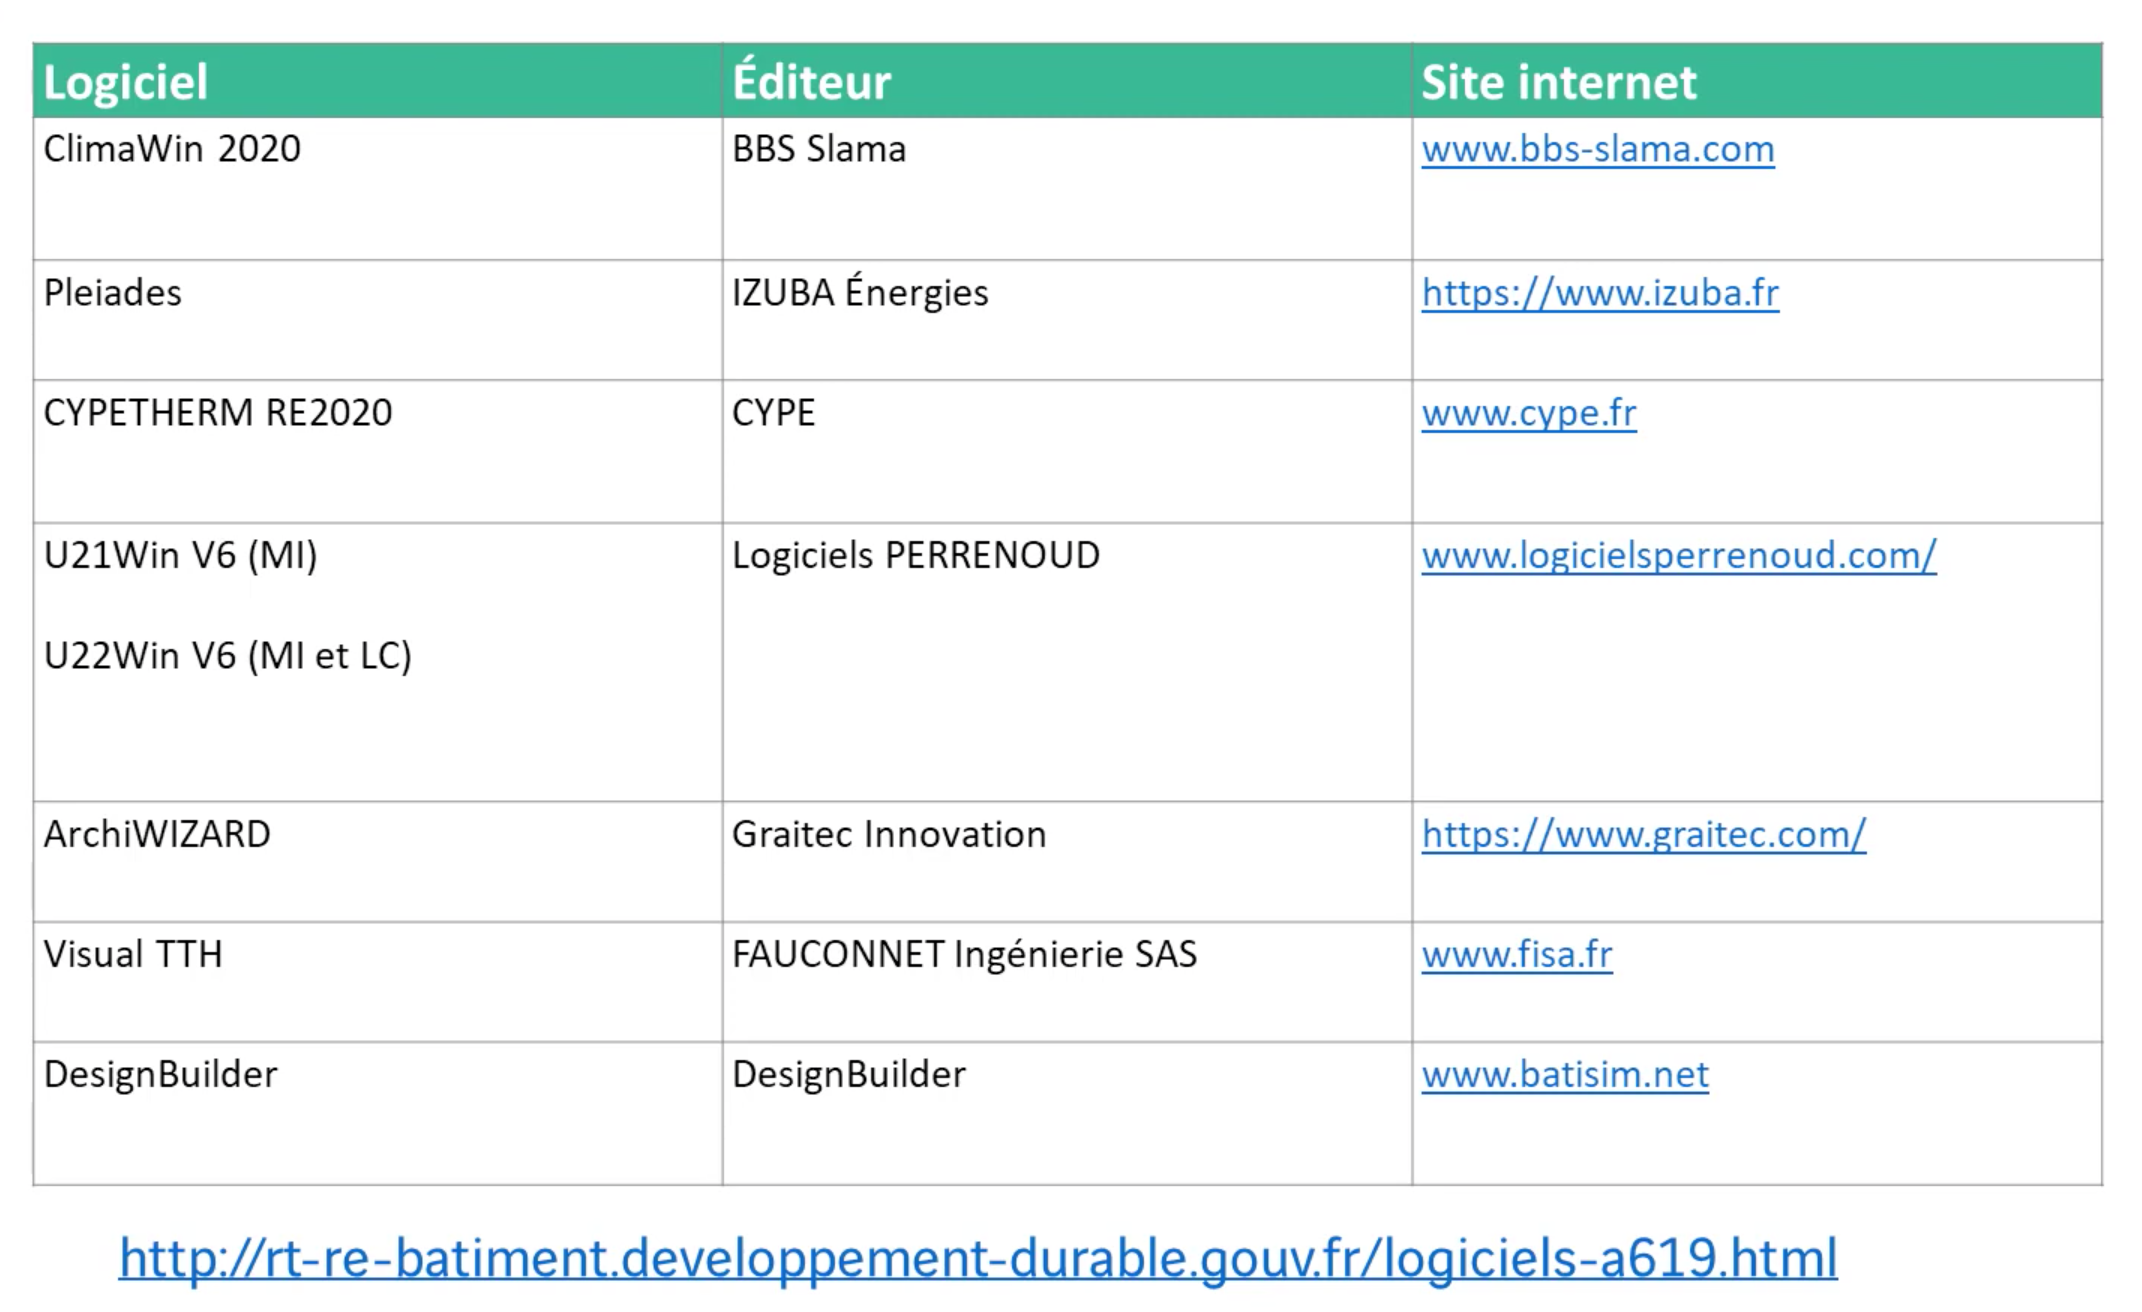 Logiciel Éditeur Site internet
ClimaWin 2020 BBS Slama www.bbs-slama.com
Pleiades IZUBA Énergies https://www.izuba.fr
CYPETHERM RE2020 CYPE www.cype.fr
U21Win V6 (MI) Logiciels PERRENOUD www.logicielsperrenoud.com/
U22Win V6 (MI et LC)
ArchiWIZARD Graitec Innovation https://www.graitec.com/
Visual TTH FAUCONNET Ingénierie SAS www.fisa.fr
DesignBuilder DesignBuilder www.batisim.net
http://rt-re-batiment.developpement-durable.gouv.fr/logiciels-a619.html